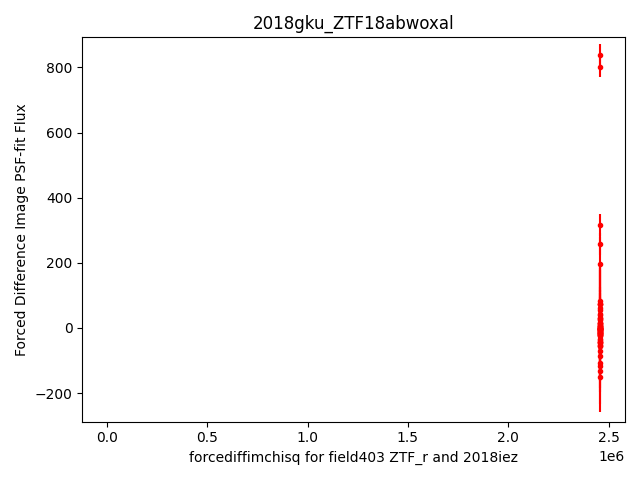 2018gku_ZTF18abwoxal
Forced Difference Image PSF-fit Flux
800
600
400
200
0
−200
0.0 0.5 1.0 1.5 2.0 2.5
1e6
forcediffimchisq for field403 ZTF_r and 2018iez